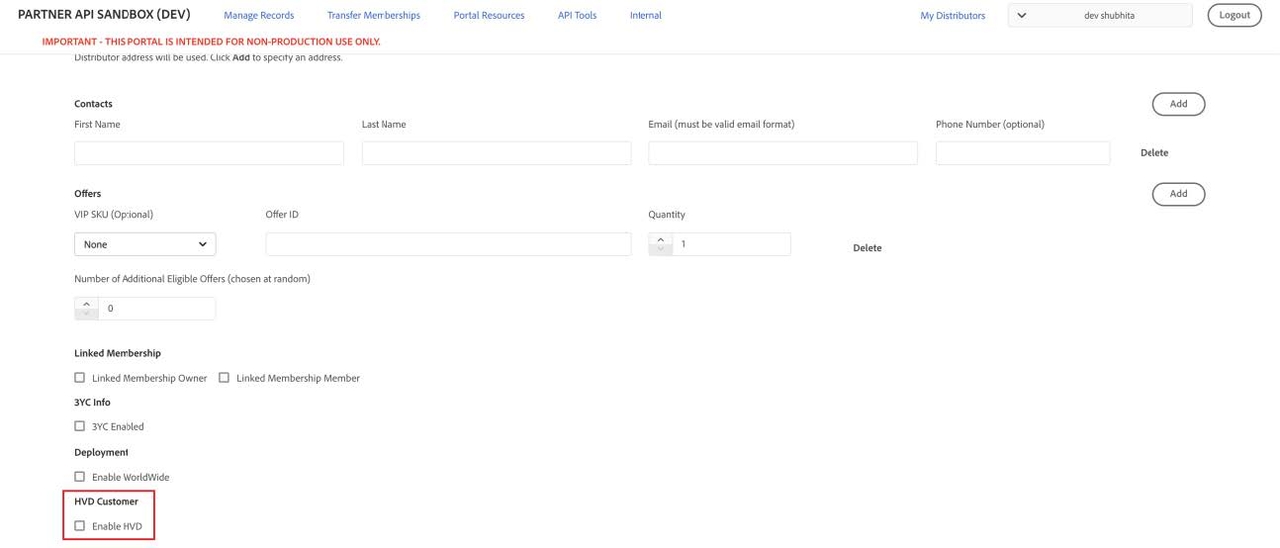 PARTNER API SANDBOX (DEV) Manage Records Transfer Memberships Portal Resources API Tools Internal My Distributors dev shubhita Logout
IMPORTANT - THIS PORTAL IS INTENDED FOR NON-PRODUCTION USE ONLY.
Distributor address will be used. Click Add to specify an address.
Contacts Add
First Name Last Name Email (must be valid email format) Phone Number (optional)
Delete
Offers Add
VIP SKU (Optional) Offer ID Quantity
None 1 Delete
Number of Additional Eligible Offers (chosen at random)
0
Linked Membership
Linked Membership Owner Linked Membership Member
3YC Info
3YC Enabled
Deployment
Enable WorldWide
HVD Customer
Enable HVD